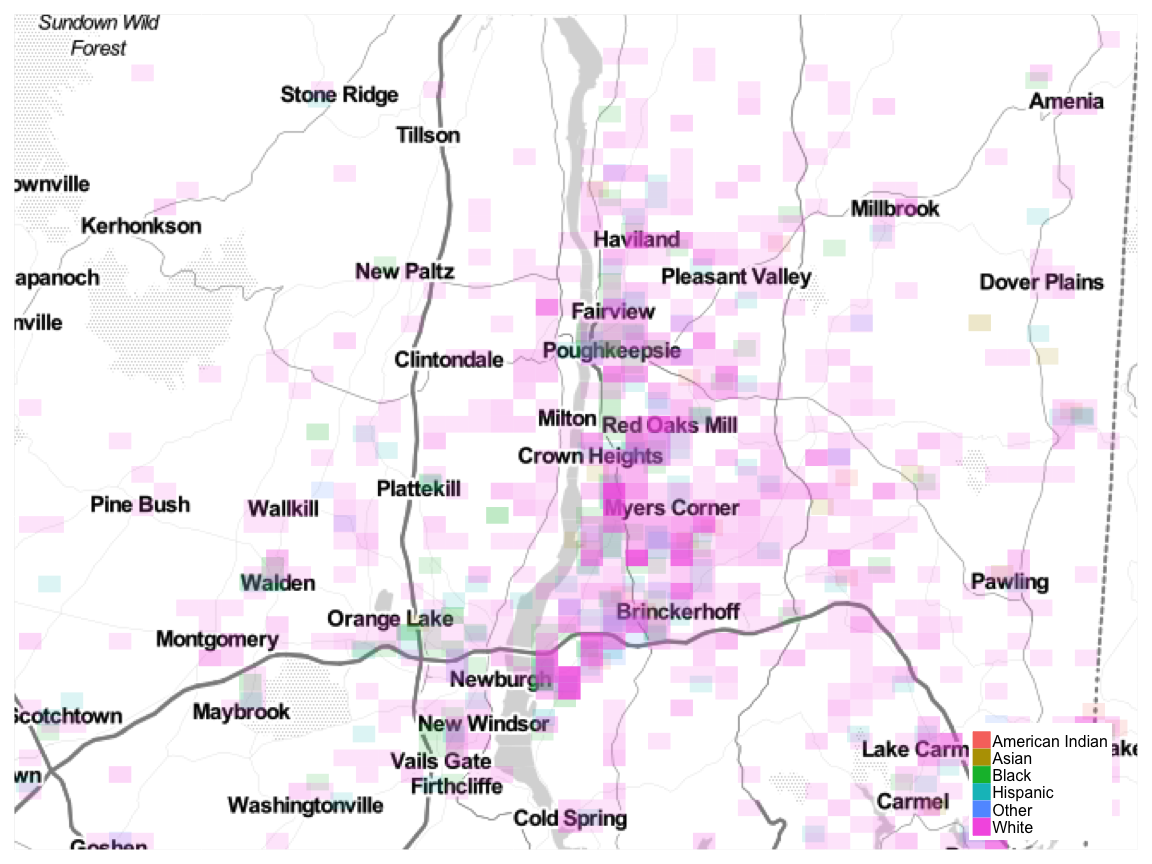 Sundown Wild
Forest
Stone Ridge
Amenia
Tillson
ownville
Millbrook
Kerhonkson
Haviland
New Paltz
Pleasant Valley
apanoch
Dover Plains
Fairview
nville
Poughkeepsie
Clintondale
Milton
Red Oaks Mill
Crown Heights
Plattekill
Pine Bush
Wallkill
Myers Corner
Walden
Pawling
Orange Lake
Brinckerhoff
Montgomery
Newburgh
Maybrook
Scotchtown
New Windsor
Lake Carm
ake
Vails Gate
wn
Firthcliffe
Washingtonville
Carmel
Cold Spring
Goshen
American Indian
Asian
Black
Hispanic
Other
White